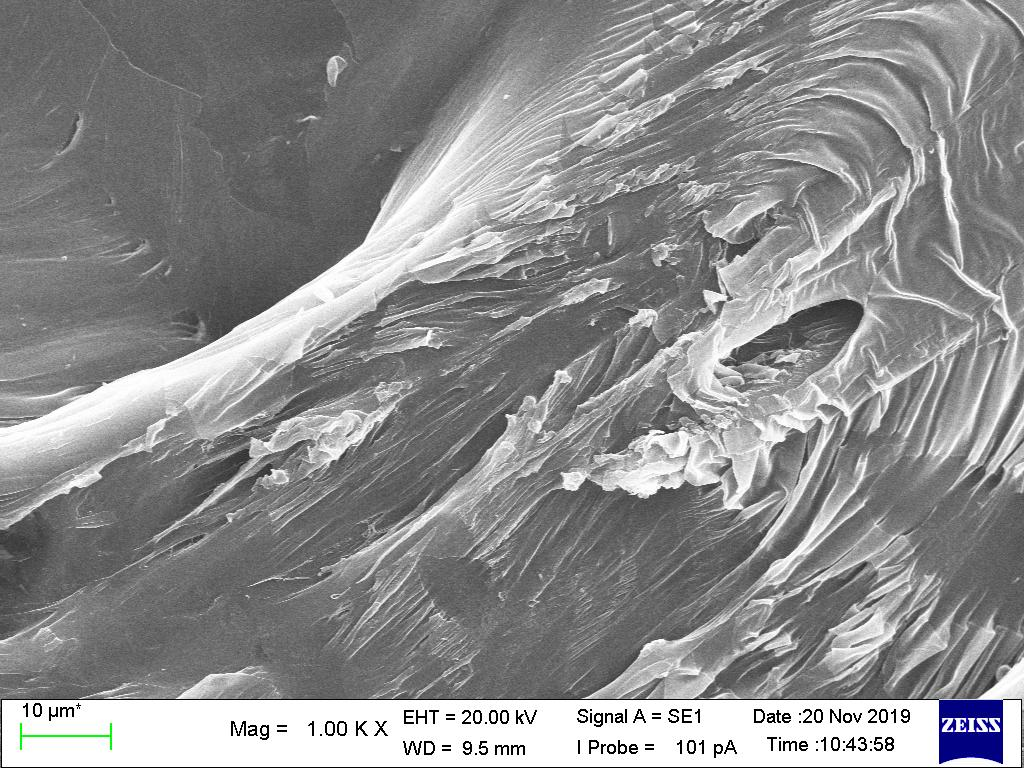 10 µm*
Mag = 1.00 K X
EHT = 20.00 kV
WD = 9.5 mm
Signal A = SE1
I Probe = 101 pA
Date :20 Nov 2019
Time :10:43:58
ZEISS